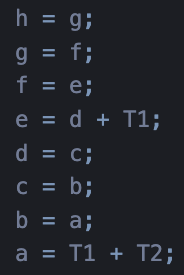 h = g;
g = f;
f = e;
e = d + T1;
d = c;
c = b;
b = a;
a = T1 + T2;